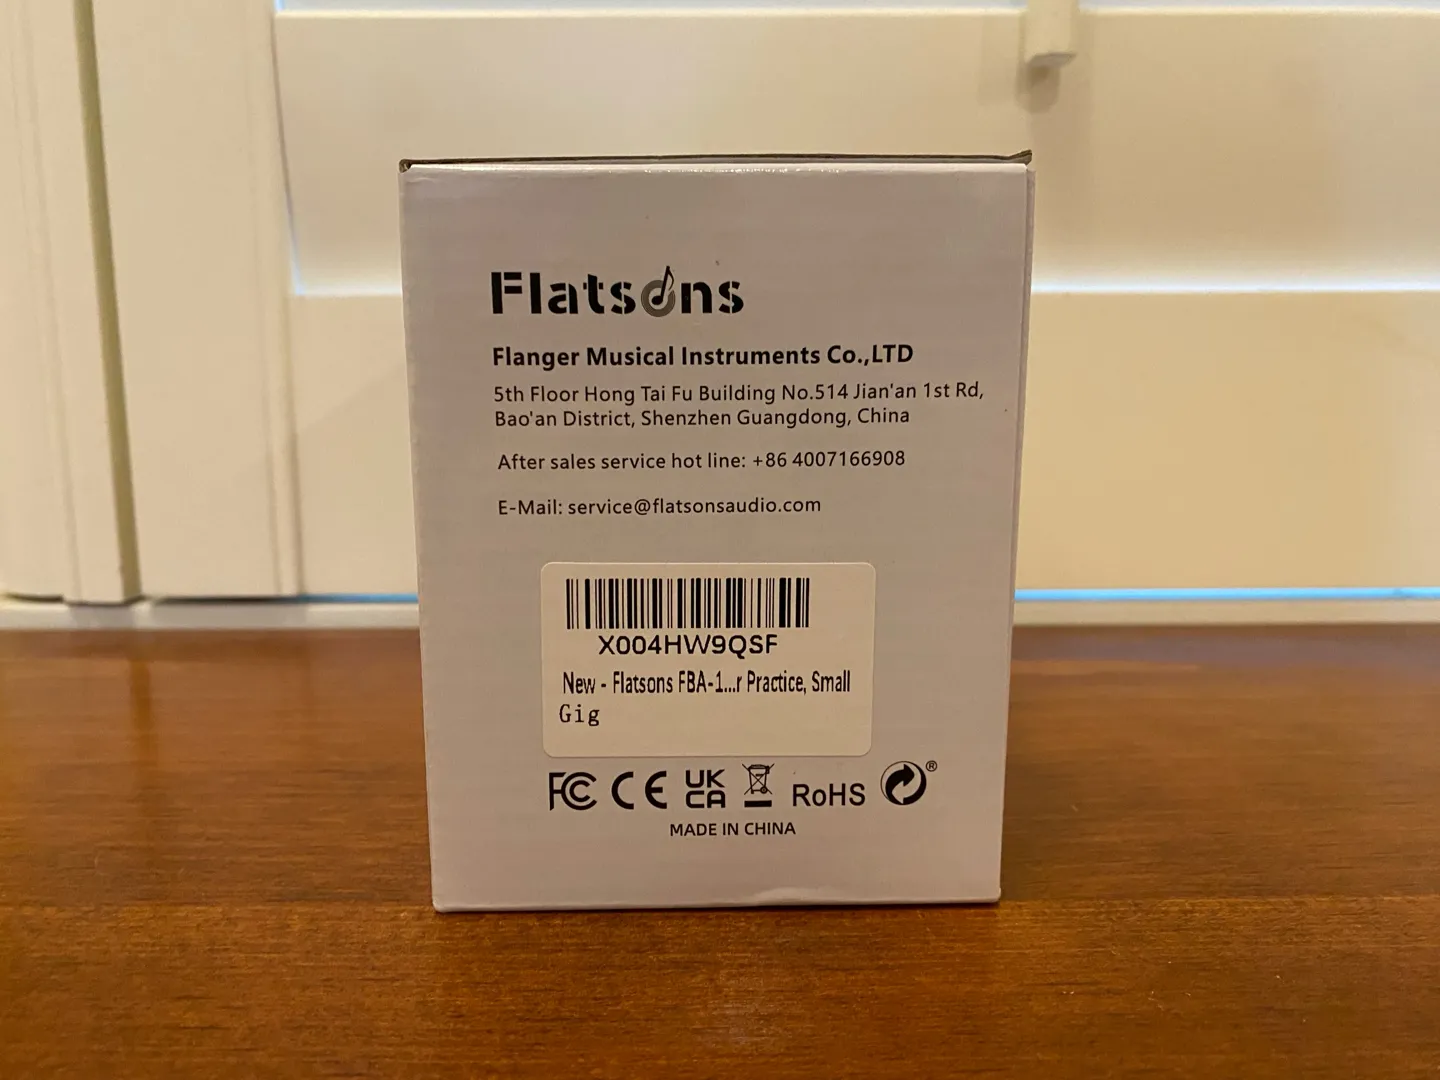 Flatsons
Flanger Musical Instruments Co.,LTD
5th Floor Hong Tai Fu Building No.514 Jian'an 1st Rd,
Bao'an District, Shenzhen Guangdong, China
After sales service hot line: +86 4007166908
E-Mail: service@flatsonsaudio.com
X004HW9QSF
New - Flatsons FBA-1...r Practice, Small
Gig
FC CE UK CA RoHS ®
MADE IN CHINA